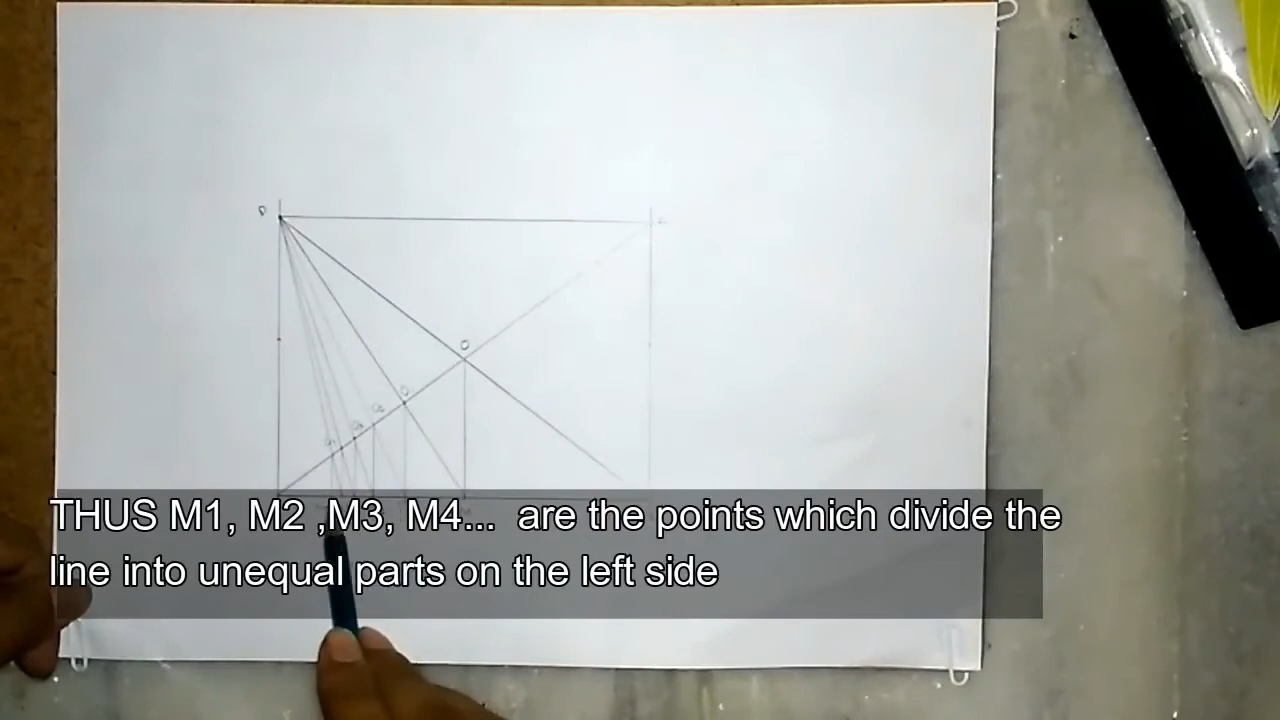 THUS M1, M2 ,M3, M4... are the points which divide the
line into unequal parts on the left side